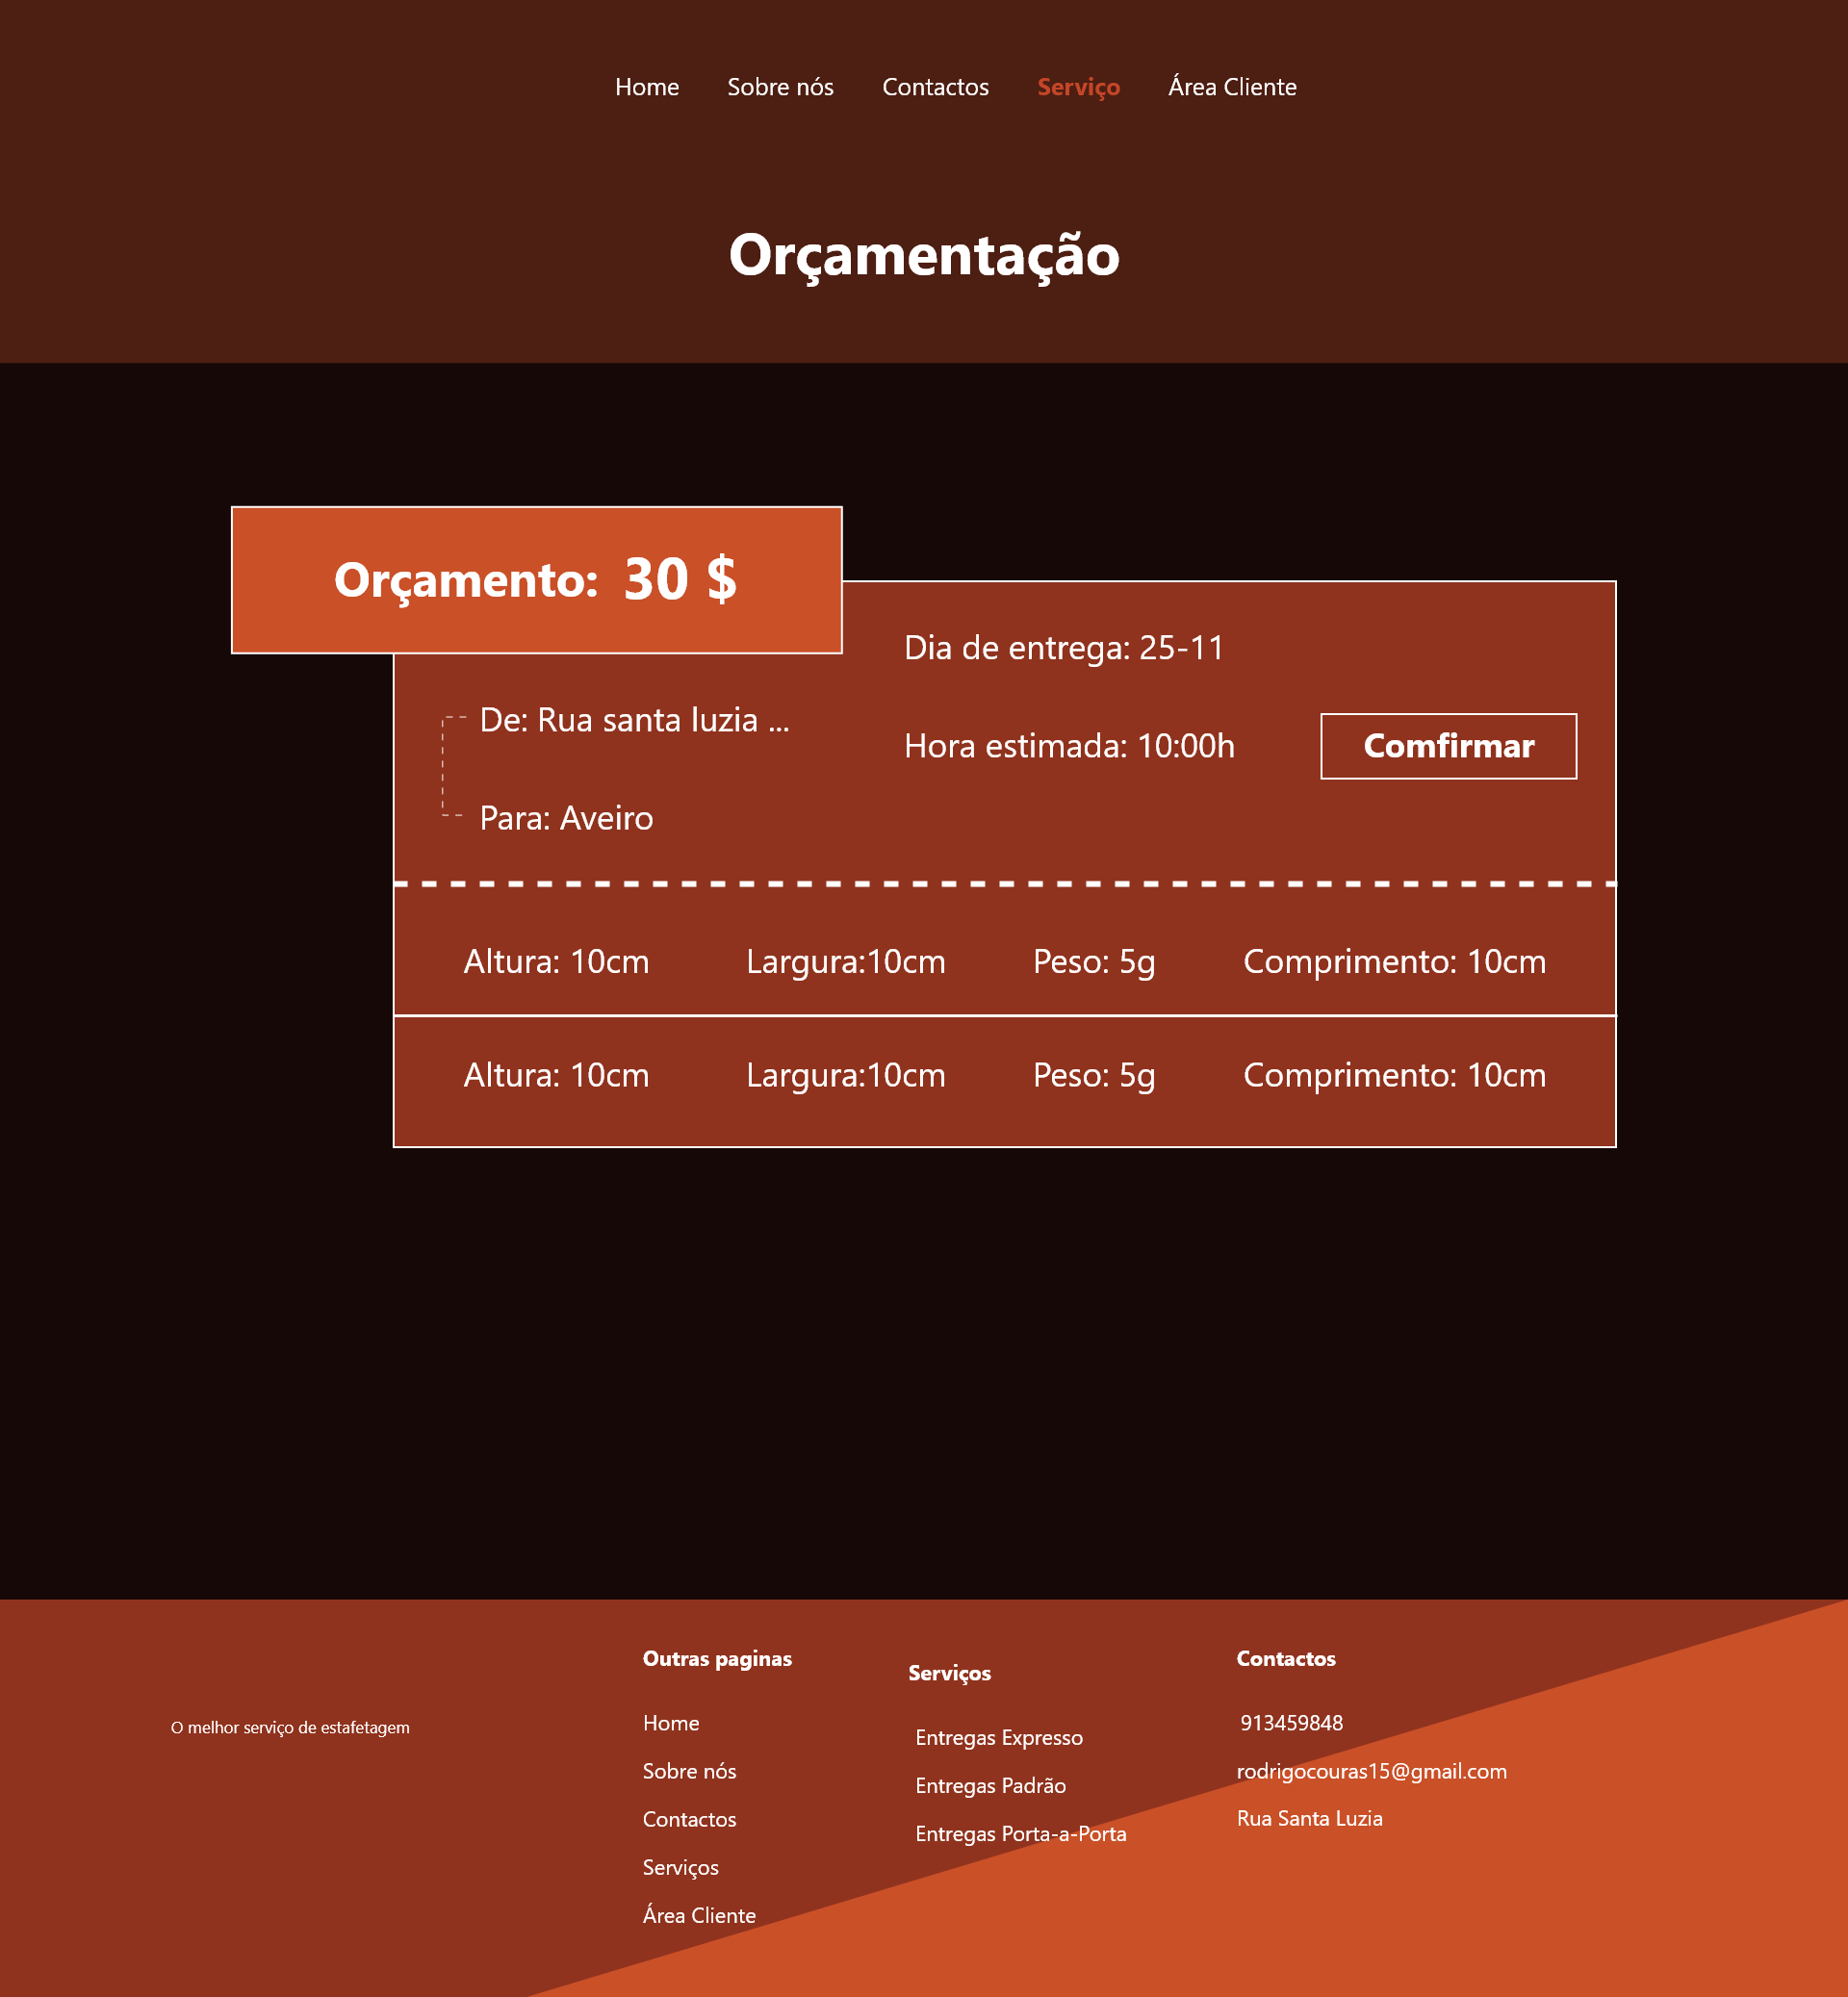 Home Sobre nós Contactos Serviço Área Cliente
Orçamentação
Orçamento: 30 $
Dia de entrega: 25-11
De: Rua santa luzia ...
Hora estimada: 10:00h
Comfirmar
Para: Aveiro
Altura: 10cm Largura:10cm Peso: 5g Comprimento: 10cm
Altura: 10cm Largura:10cm Peso: 5g Comprimento: 10cm
O melhor serviço de estafetagem
Outras paginas
Home
Sobre nós
Contactos
Serviços
Área Cliente
Serviços
Entregas Expresso
Entregas Padrão
Entregas Porta-a-Porta
Contactos
913459848
rodrigocouras15@gmail.com
Rua Santa Luzia